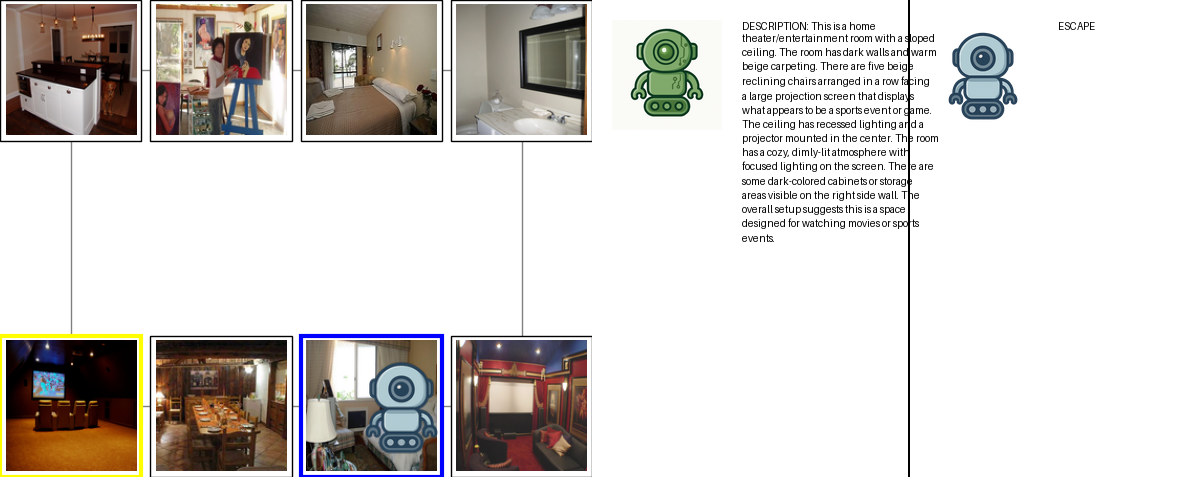 DESCRIPTION: This is a home
theater/entertainment room with a sloped
ceiling. The room has dark walls and warm
beige carpeting. There are five beige
reclining chairs arranged in a row facing
a large projection screen that displays
what appears to be a sports event or game.
The ceiling has recessed lighting and a
projector mounted in the center. The room
has a cozy, dimly-lit atmosphere with
focused lighting on the screen. There are
some dark-colored cabinets or storage
areas visible on the right side wall. The
overall setup suggests this is a space
designed for watching movies or sports
events.
ESCAPE